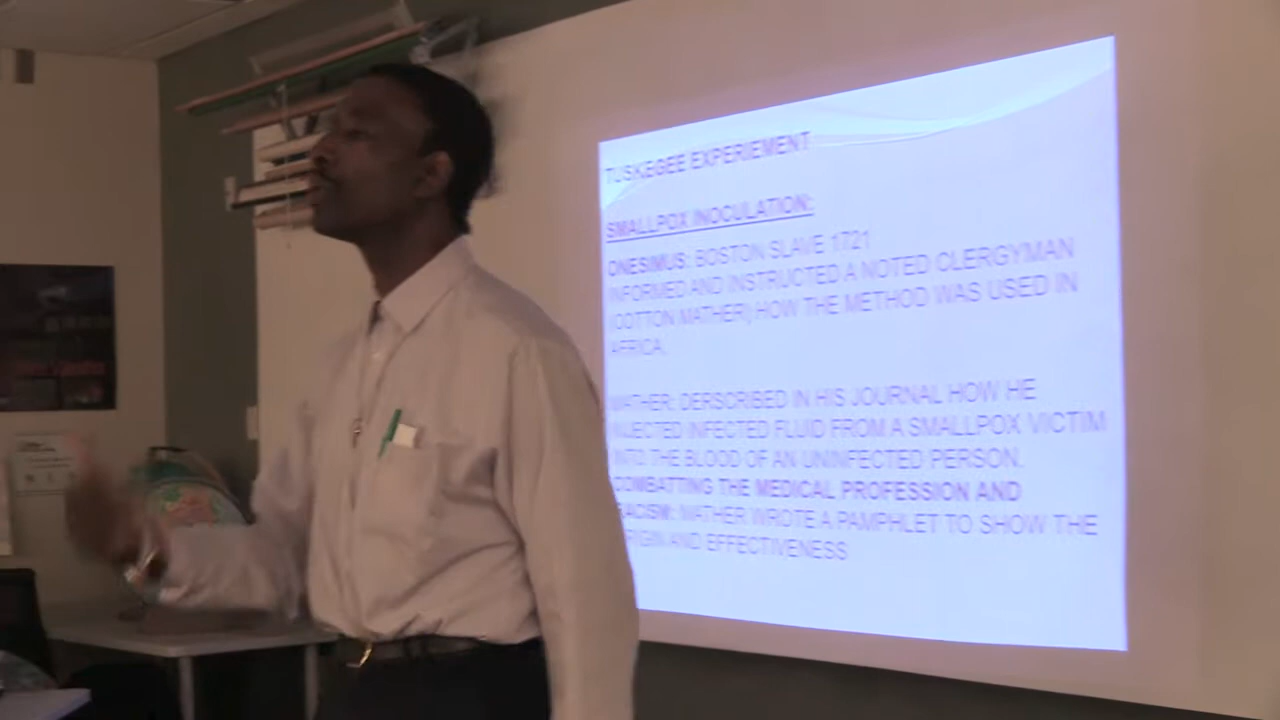 TUSKEGEE EXPERIEMENT
SMALLPOX INOCULATION:
ONESIMUS: BOSTON SLAVE 1721
INFORMED AND INSTRUCTED A NOTED CLERGYMAN
(COTTON MATHER) HOW THE METHOD WAS USED IN
AFRICA.
MATHER: DERSCRIBED IN HIS JOURNAL HOW HE
INJECTED INFECTED FLUID FROM A SMALLPOX VICTIM
INTO THE BLOOD OF AN UNINFECTED PERSON.
COMBATTING THE MEDICAL PROFESSION AND
RACISM: MATHER WROTE A PAMPHLET TO SHOW THE
ORIGIN AND EFFECTIVENESS